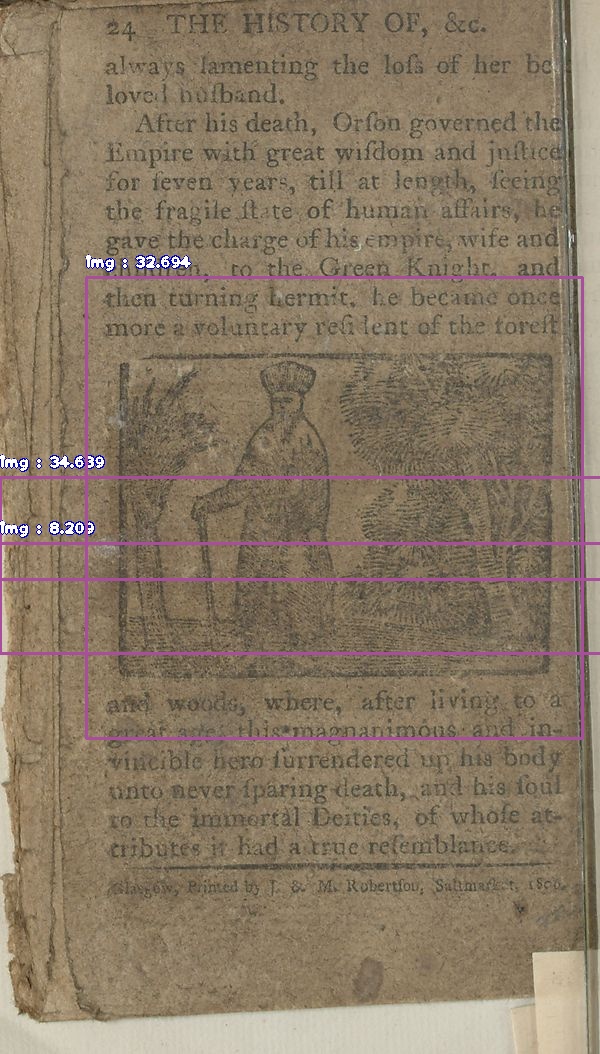 24 THE HISTORY OF, &c.
always lamenting the loſs of her be-
loved huſband.
After his death, Orſon governed the
Empire with great wiſdom and juſtice
for ſeven years, till at length, ſeeing
the fragile ſtate of human affairs, he
gave the charge of his empire, wife and
Img : 32.694
children, to the Green Knight, and
then turning hermit, he became once
more a voluntary reſident of the foreſt
Img : 34.639
Img : 8.209
and woods, where, after living to a
great age, this magnanimous and in-
vincible hero ſurrendered up his body
unto never ſparing death, and his ſoul
to the immortal Deities, of whoſe at-
tributes it had a true reſemblance.
Glaſgow, Printed by J. & M. Robertſon, Saltmarket,